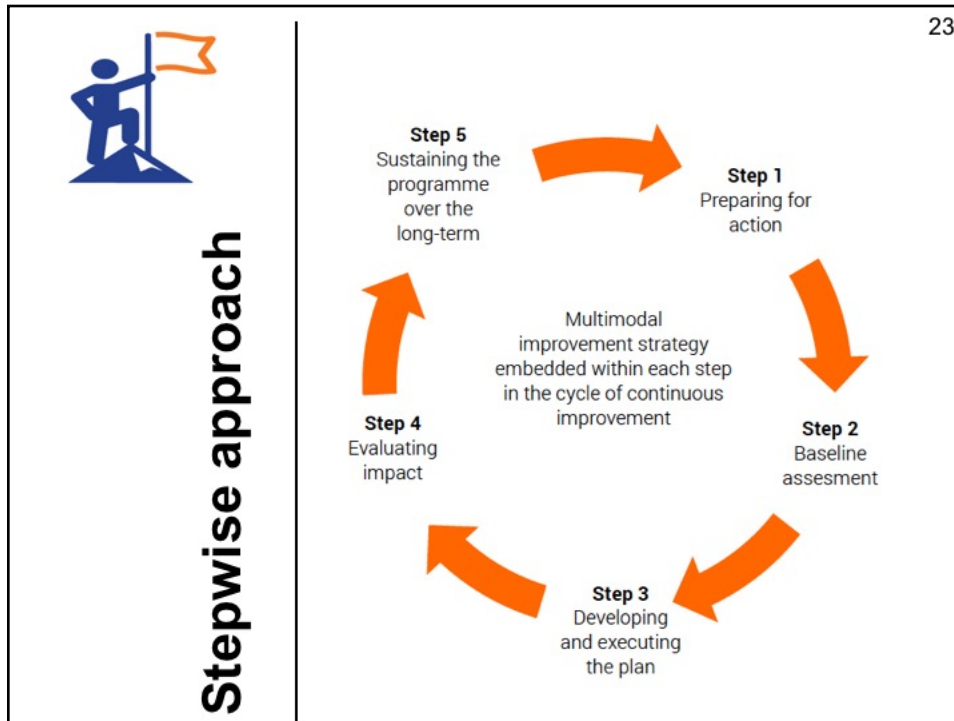 23
Stepwise approach
Step 1
Preparing for
action
Step 2
Baseline
assesment
Step 3
Developing
and executing
the plan
Step 4
Evaluating
impact
Step 5
Sustaining the
programme
over the
long-term
Multimodal
improvement strategy
embedded within each step
in the cycle of continuous
improvement